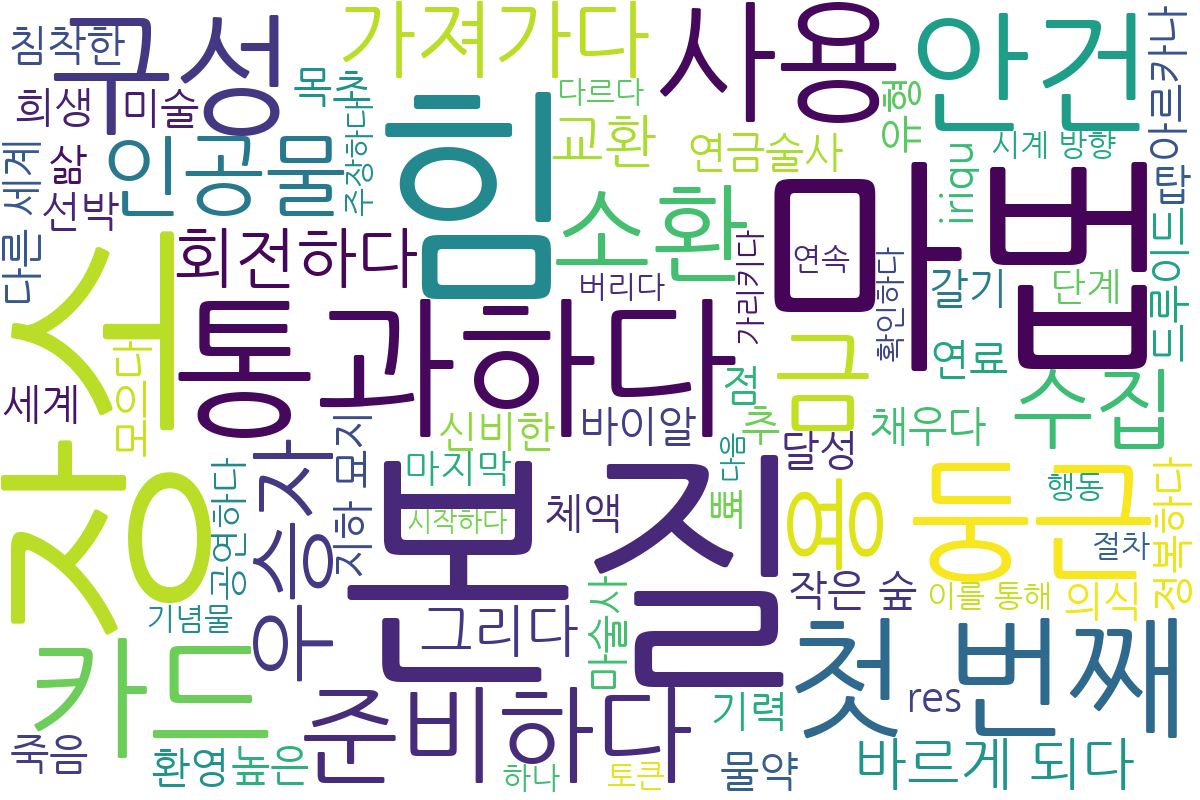 침착한
구성
가져가다
사용
안건
아르카나
희생
미술
목초
다르다
야형
시계 방향
인공물
주장하다
힘
교환
연금술사
마법
세계
삶
선박
소환
iriqu
땁
다른
회전하다
버리다
가리키다
연속
확인하다
갈기
단계
드루이드
장소
통과하다
금
연료
점
수집
세계
모이다
신비한
바이알
추
달성
채우다
우승자
지하 묘지
마지막
본질
다음
용
둥근
행동
정복하다
공연하다
시작하다
체액
뼈
절차
기념물
그리다
마술사
작은 숲
이를 통해
의식
카드
첫 번째
준비하다
기력
res
죽음
환영
높은
하나
토큰
물약
바르게 되다